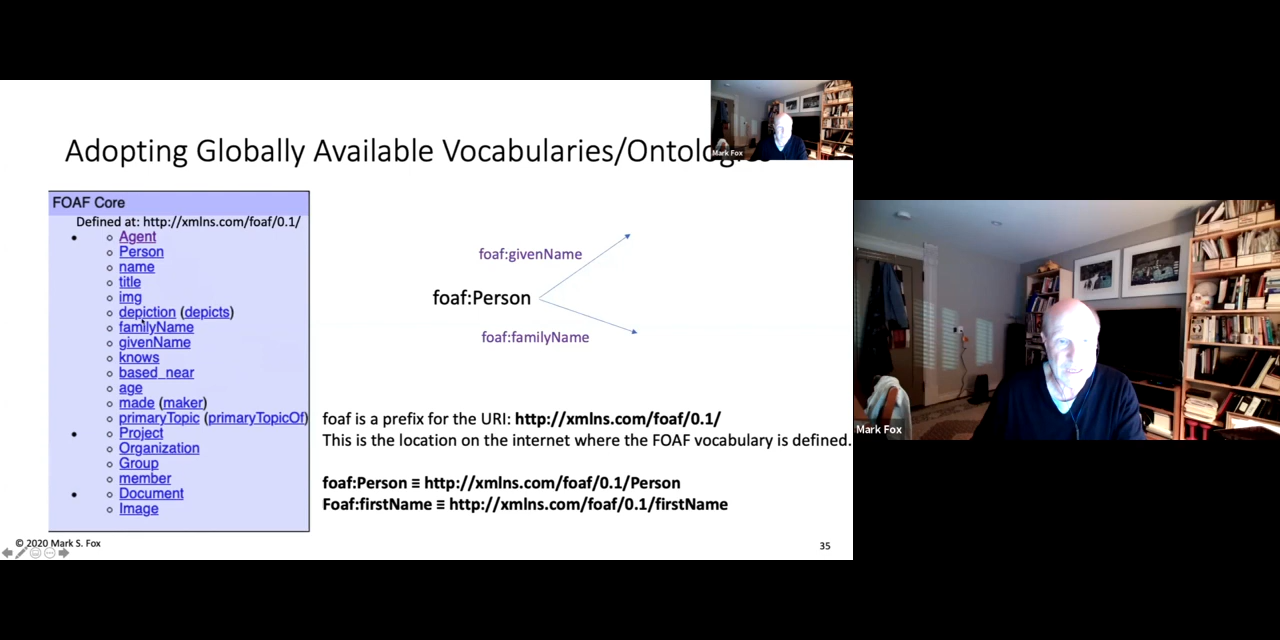 Adopting Globally Available Vocabularies/Ontolog
Mark Fox
FOAF Core
Defined at: http://xmlns.com/foaf/0.1/
Agent
Person
name
title
img
depiction (depicts)
familyName
givenName
knows
based_near
age
made (maker)
primaryTopic (primaryTopicOf)
Project
Organization
Group
member
Document
Image
foaf:givenName
foaf:Person
foaf:familyName
foaf is a prefix for the URI: http://xmlns.com/foaf/0.1/
This is the location on the internet where the FOAF vocabulary is defined.
foaf:Person ≡ http://xmlns.com/foaf/0.1/Person
Foaf:firstName ≡ http://xmlns.com/foaf/0.1/firstName
© 2020 Mark S. Fox
35
Mark Fox